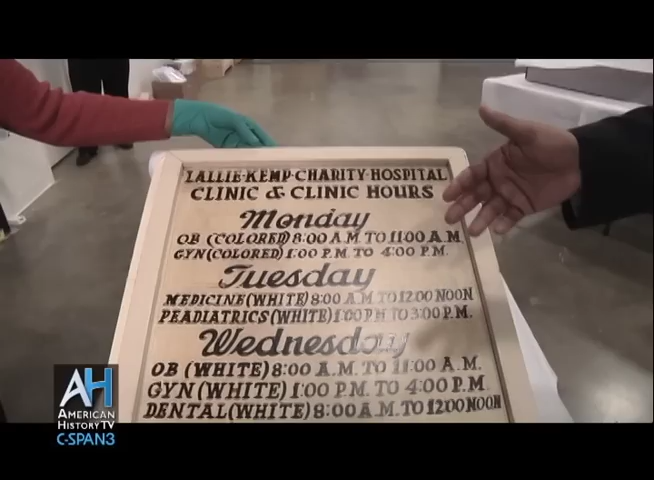 LALLIE-KEMP-CHARITY-HOSPITAL
CLINIC & CLINIC HOURS
Monday
OB (COLORED) 8:00 A.M. TO 11:00 A.M.
GYN (COLORED) 1:00 P.M. TO 4:00 P.M.
Tuesday
MEDICINE (WHITE) 8:00 A.M. TO 12:00 NOON
PEADIATRICS (WHITE) 1:00 PM TO 3:00 P.M.
Wednesday
OB (WHITE) 8:00 A.M. TO 11:00 A.M.
GYN (WHITE) 1:00 P.M. TO 4:00 P.M.
DENTAL (WHITE) 8:00 A.M. TO 12:00 NOON
AH
AMERICAN
HISTORY TV
C-SPAN3